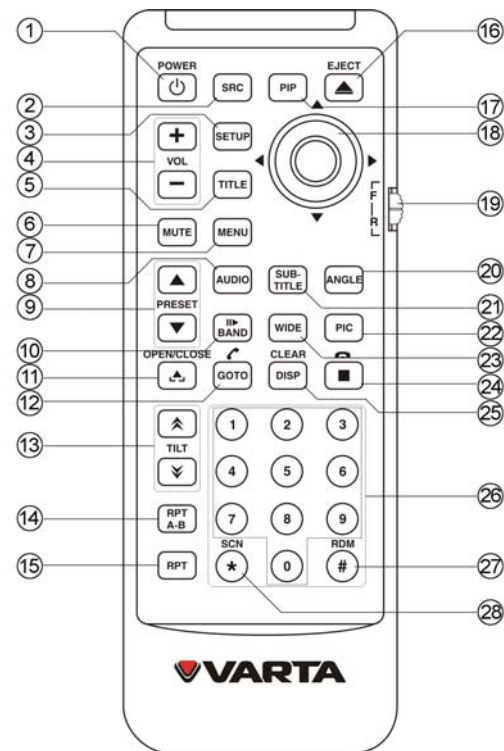 1 POWER EJECT 16
2 SRC PIP 17
3 SETUP 18
4 + VOL −
5 TITLE F R 19
6 MUTE
7 MENU
8 AUDIO SUB-TITLE ANGLE 20
21
9 PRESET
10 BAND WIDE PIC 22
23
11 OPEN/CLOSE CLEAR 24
12 GOTO DISP 25
13 TILT
1 2 3
4 5 6 26
7 8 9
14 RPT A-B
SCN RDM
15 RPT * 0 # 27
28
VARTA